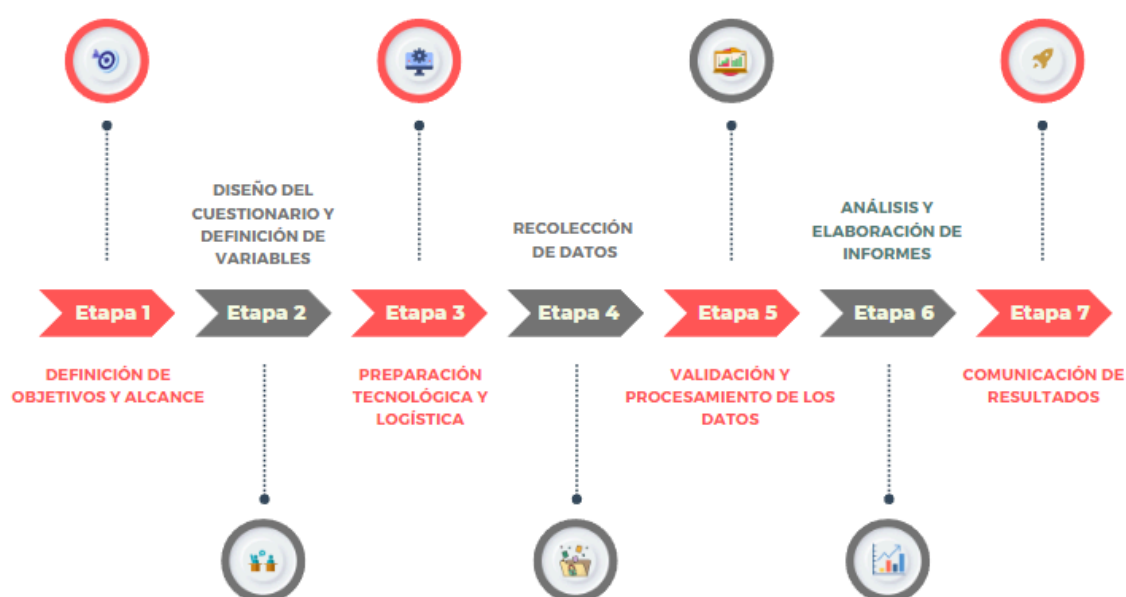 DISEÑO DEL
CUESTIONARIO Y
DEFINICIÓN DE
VARIABLES
RECOLECCIÓN
DE DATOS
ANÁLISIS Y
ELABORACIÓN DE
INFORMES
Etapa 1
Etapa 2
Etapa 3
Etapa 4
Etapa 5
Etapa 6
Etapa 7
DEFINICIÓN DE
OBJETIVOS Y ALCANCE
PREPARACIÓN
TECNOLÓGICA Y
LOGÍSTICA
VALIDACIÓN Y
PROCESAMIENTO DE LOS
DATOS
COMUNICACIÓN DE
RESULTADOS